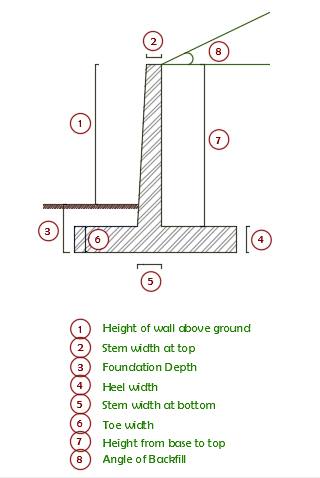 2
8
1
7
3
6
4
5
1 Height of wall above ground
2 Stem width at top
3 Foundation Depth
4 Heel width
5 Stem width at bottom
6 Toe width
7 Height from base to top
8 Angle of Backfill